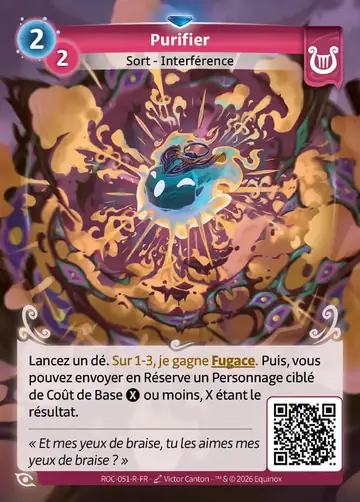 2
2
Purifier
Sort - Interférence
Lancez un dé. Sur 1-3, je gagne Fugace. Puis, vous
pouvez envoyer en Réserve un Personnage ciblé
de Coût de Base X ou moins, X étant le
résultat.
« Et mes yeux de braise, tu les aimes mes
yeux de braise ? »
ROC-051-R-FR - Victor Canton - ™ & © 2026 Equinox